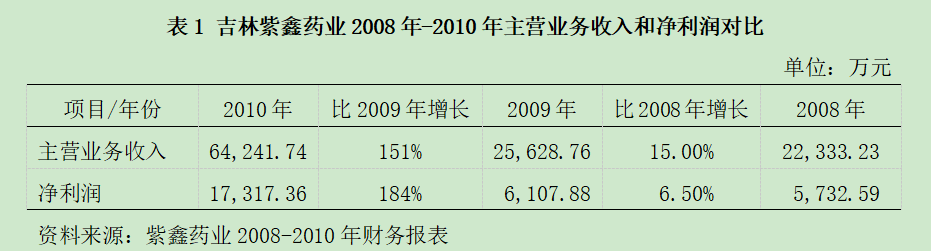 表 1 吉林紫鑫药业 2008 年-2010 年主营业务收入和净利润对比
单位：万元
项目/年份 2010 年 比 2009 年增长 2009 年 比 2008 年增长 2008 年
主营业务收入 64,241.74 151% 25,628.76 15.00% 22,333.23
净利润 17,317.36 184% 6,107.88 6.50% 5,732.59
资料来源：紫鑫药业 2008-2010 年财务报表